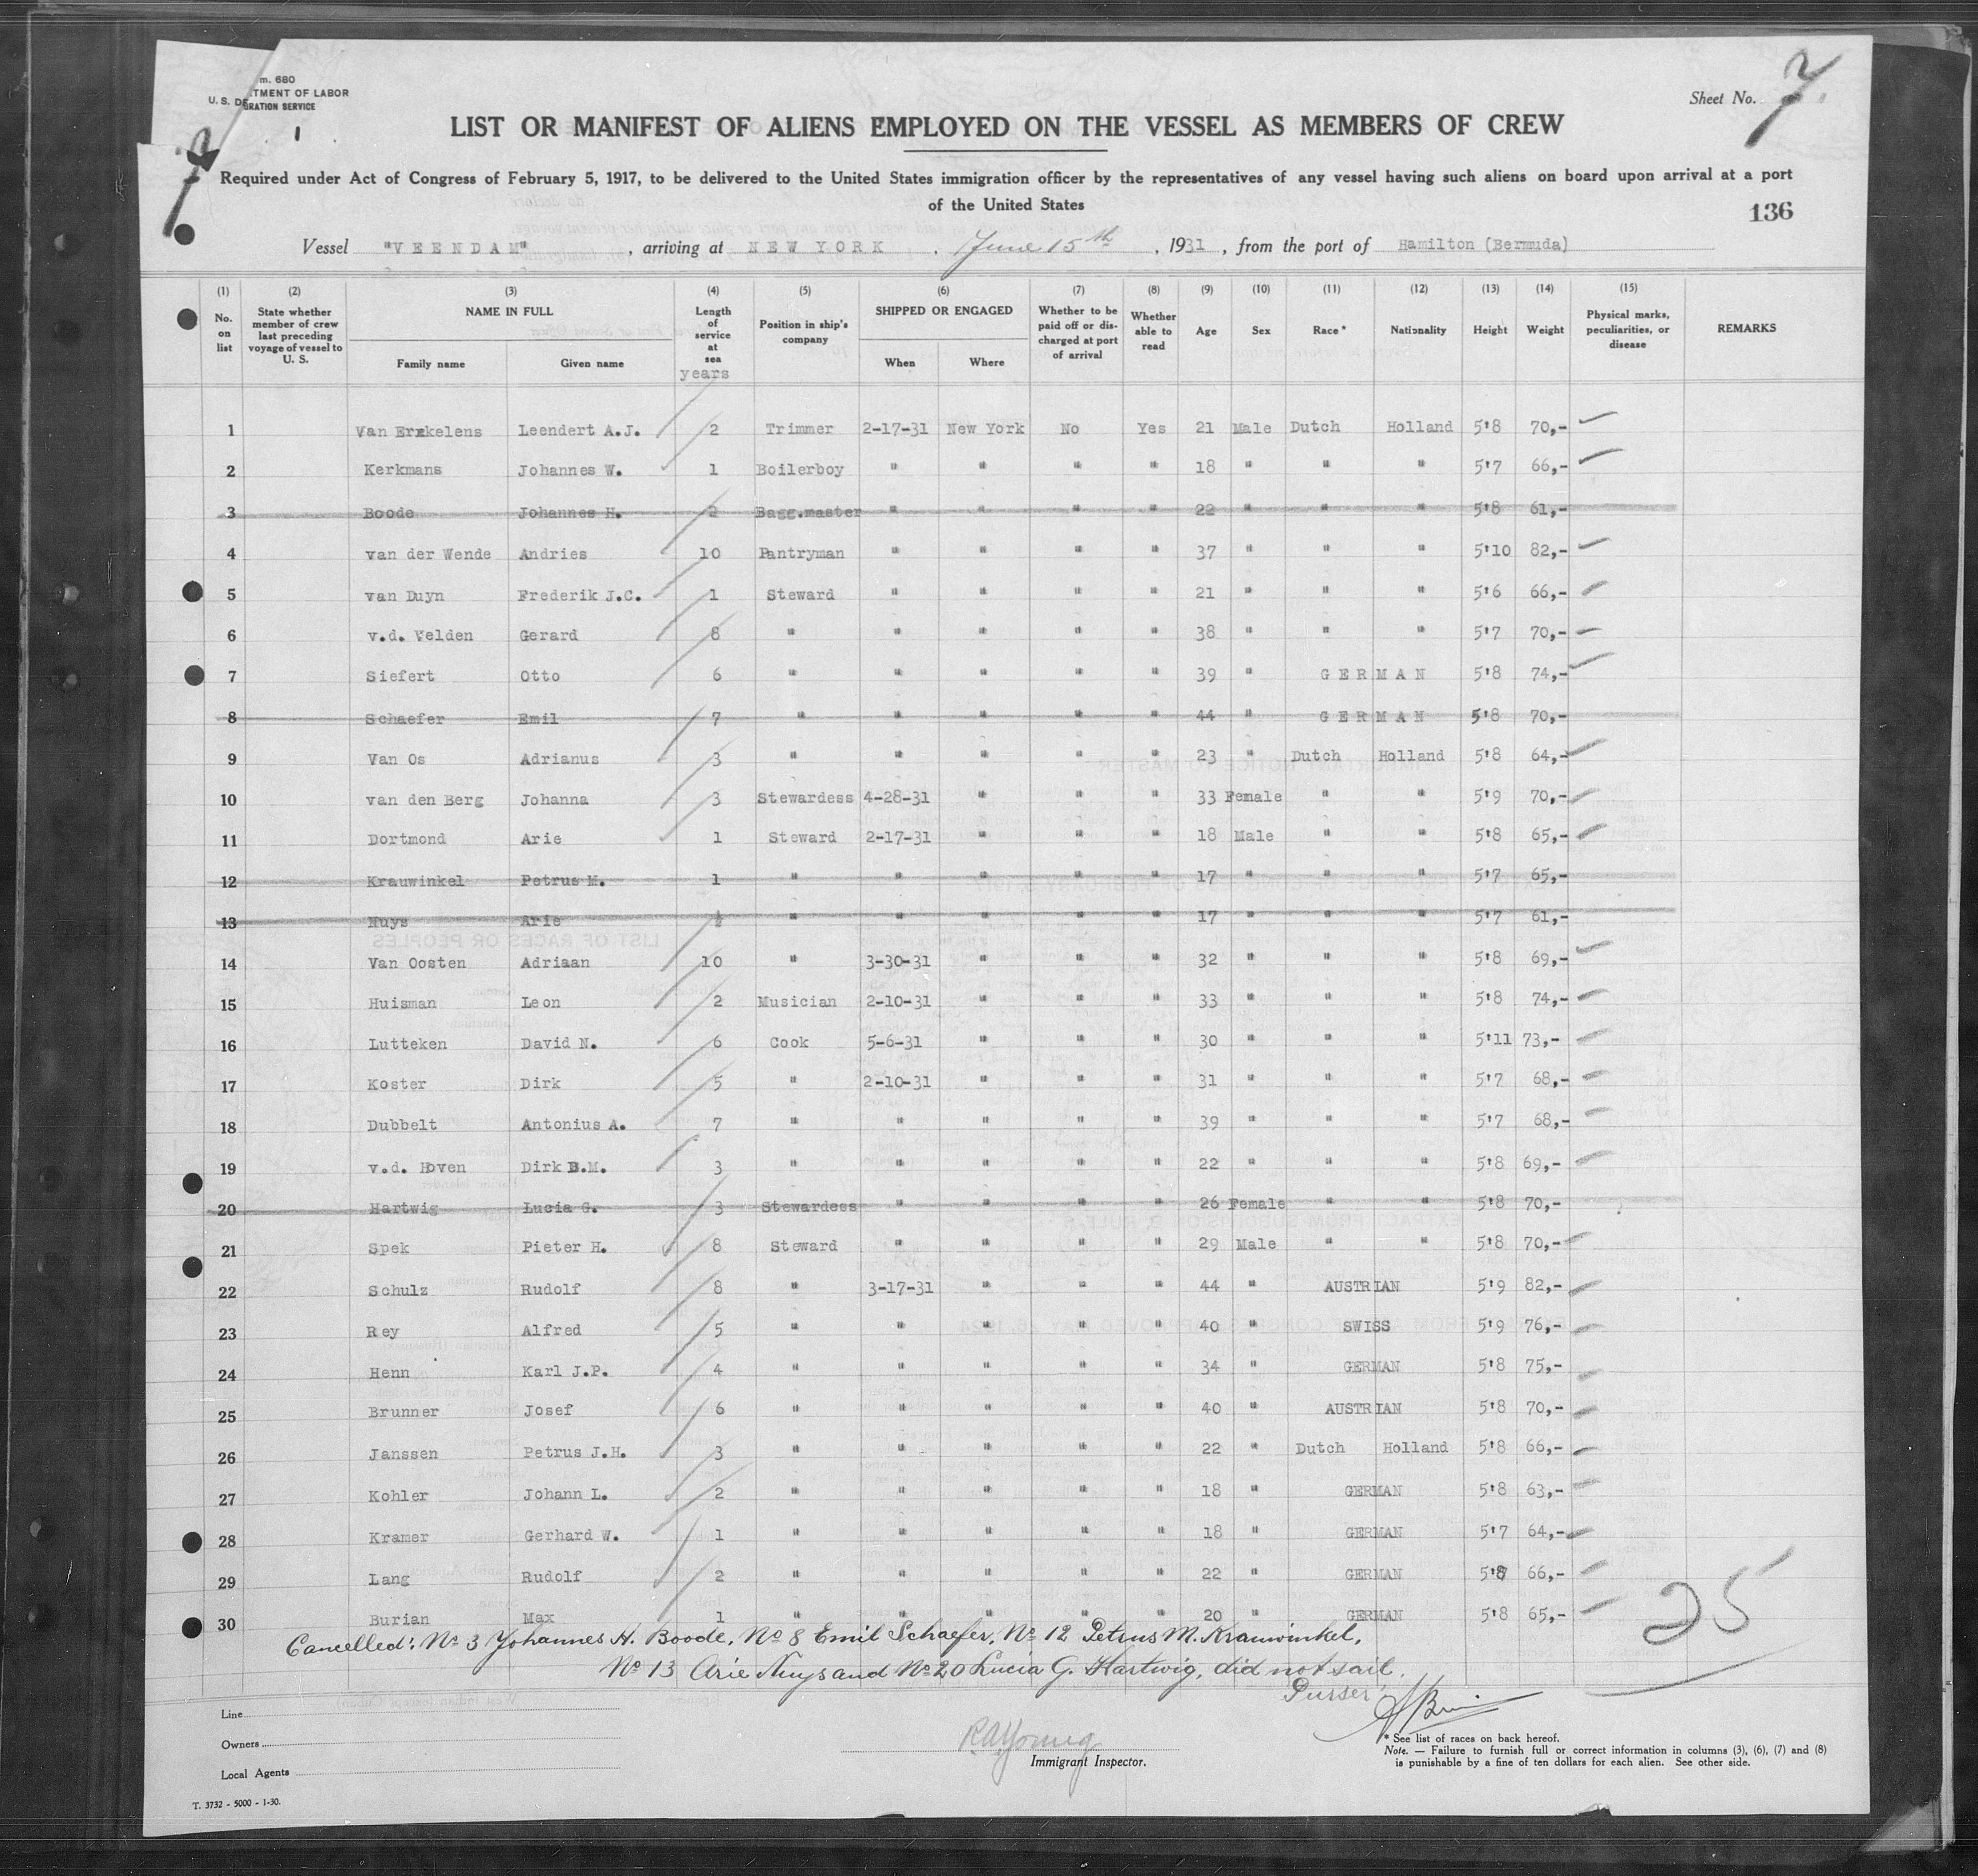 m. 680
U. S. DE TMENT OF LABOR
GRATION SERVICE
1
7
Sheet No. 7
LIST OR MANIFEST OF ALIENS EMPLOYED ON THE VESSEL AS MEMBERS OF CREW
Required under Act of Congress of February 5, 1917, to be delivered to the United States immigration officer by the representatives of any vessel having such aliens on board upon arrival at a port
of the United States
136
Vessel "VEENDAM", arriving at NEW YORK, June 15th, 1931, from the port of Hamilton (Bermuda)
(1) (2) (3) (4) (5) (6) (7) (8) (9) (10) (11) (12) (13) (14) (15)
No. on list State whether member of crew last preceding voyage of vessel to U. S. NAME IN FULL Family name Given name Length of service at sea years Position in ship's company SHIPPED OR ENGAGED When Where Whether to be paid off or discharged at port of arrival Whether able to read Age Sex Race* Nationality Height Weight Physical marks, peculiarities, or disease REMARKS
1 Van Erkelens Leendert A.J. 2 Trimmer 2-17-31 New York No Yes 21 Male Dutch Holland 5'8 70,-
2 Kerkmans Johannes W. 1 Boilerboy " " " " 18 " " " 5'7 66,-
3 Boode Johannes H. 2 Bagg.master " " " " 22 " " " 5'8 61,-
4 van der Wende Andries 10 Pantryman " " " " 37 " " " 5'10 82,-
5 van Duyn Frederik J.C. 1 Steward " " " " 21 " " " 5'6 66,-
6 v.d. Velden Gerard 8 " " " " " 38 " " " 5'7 70,-
7 Siefert Otto 6 " " " " " 39 " GERMAN 5'8 74,-
8 Schaefer Emil 7 " " " " " 44 " GERMAN 5'8 70,-
9 Van Os Adrianus 3 " " " " " 23 " Dutch Holland 5'8 64,-
10 van den Berg Johanna 3 Stewardess 4-28-31 " " " 33 Female " " 5'9 70,-
11 Dortmond Arie 1 Steward 2-17-31 " " " 18 Male " " 5'8 65,-
12 Krauwinkel Petrus M. 1 " " " " " 17 " " " 5'7 65,-
13 Nuys Arie ½ " " " " " 17 " " " 5'7 61,-
14 Van Oosten Adriaan 10 " 3-30-31 " " " 32 " " " 5'8 69,-
15 Huisman Leon 2 Musician 2-10-31 " " " 33 " " " 5'8 74,-
16 Lutteken David N. 6 Cook 5-6-31 " " " 30 " " " 5'11 73,-
17 Koster Dirk 5 " 2-10-31 " " " 31 " " " 5'7 68,-
18 Dubbelt Antonius A. 7 " " " " " 39 " " " 5'7 68,-
19 v.d. Hoven Dirk B.M. 3 " " " " " 22 " " " 5'8 69,-
20 Hartwig Lucia G. 3 Stewardess " " " " 26 Female " " 5'8 70,-
21 Spek Pieter H. 8 Steward " " " " 29 Male " " 5'8 70,-
22 Schulz Rudolf 8 " 3-17-31 " " " 44 " AUSTRIAN 5'9 82,-
23 Rey Alfred 5 " " " " " 40 " SWISS 5'9 76,-
24 Henn Karl J.P. 4 " " " " " 34 " GERMAN 5'8 75,-
25 Brunner Josef 6 " " " " " 40 " AUSTRIAN 5'8 70,-
26 Janssen Petrus J.H. 3 " " " " " 22 " Dutch Holland 5'8 66,-
27 Kohler Johann L. 2 " " " " " 18 " GERMAN 5'8 63,-
28 Kramer Gerhard W. 1 " " " " " 18 " GERMAN 5'7 64,-
29 Lang Rudolf 2 " " " " " 22 " GERMAN 5'8 66,-
30 Burian Max 1 " " " " " 20 " GERMAN 5'8 65,-
25
Cancelled: No 3 Johannes H. Boode, No 8 Emil Schaefer, No 12 Petrus M. Krauwinkel,
No 13 Arie Nuys and No 20 Lucia G. Hartwig, did not sail.
Purser
Line
Owners
Local Agents
R.A. Young
Immigrant Inspector.
* See list of races on back hereof.
Note. — Failure to furnish full or correct information in columns (3), (6), (7) and (8)
is punishable by a fine of ten dollars for each alien. See other side.
T. 3732 - 5000 - 1-30.